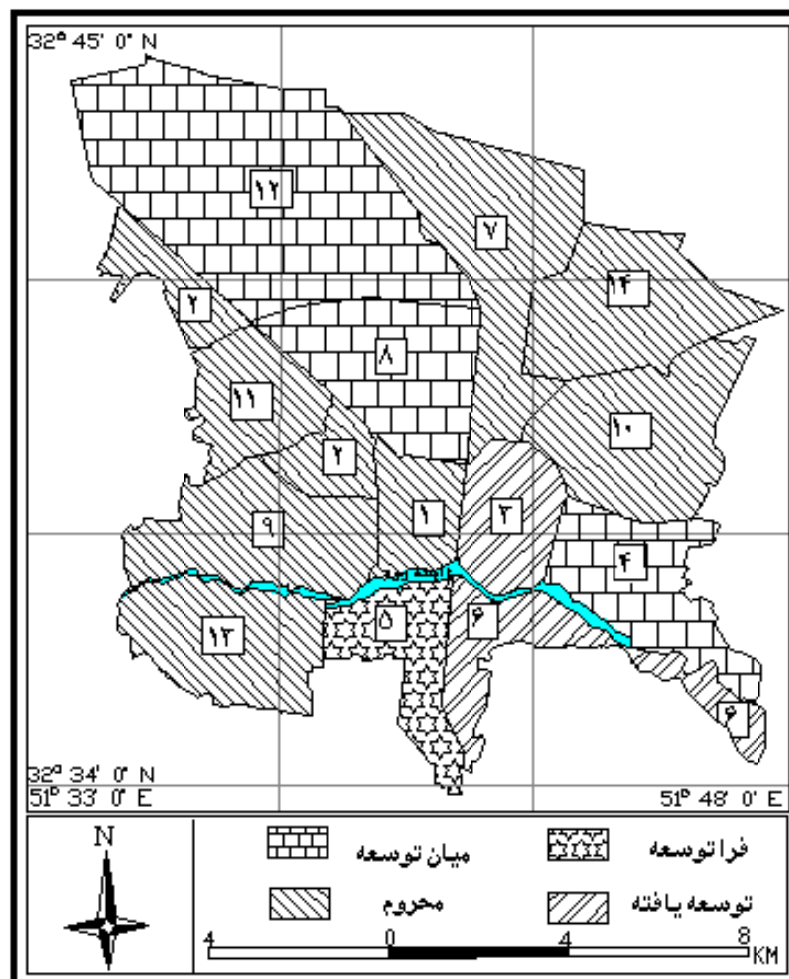 32° 45' 0" N
۱۲
۷
۱۴
۲
۸
۱۱
۱۰
۲
۱
۳
۹
۴
۵
۶
۱۳
۶
32° 34' 0" N
51° 33' 0 E
51° 48' 0 E
N
میان توسعه
فرا توسعه
محروم
توسعه یافته
4 0 4 8
KM